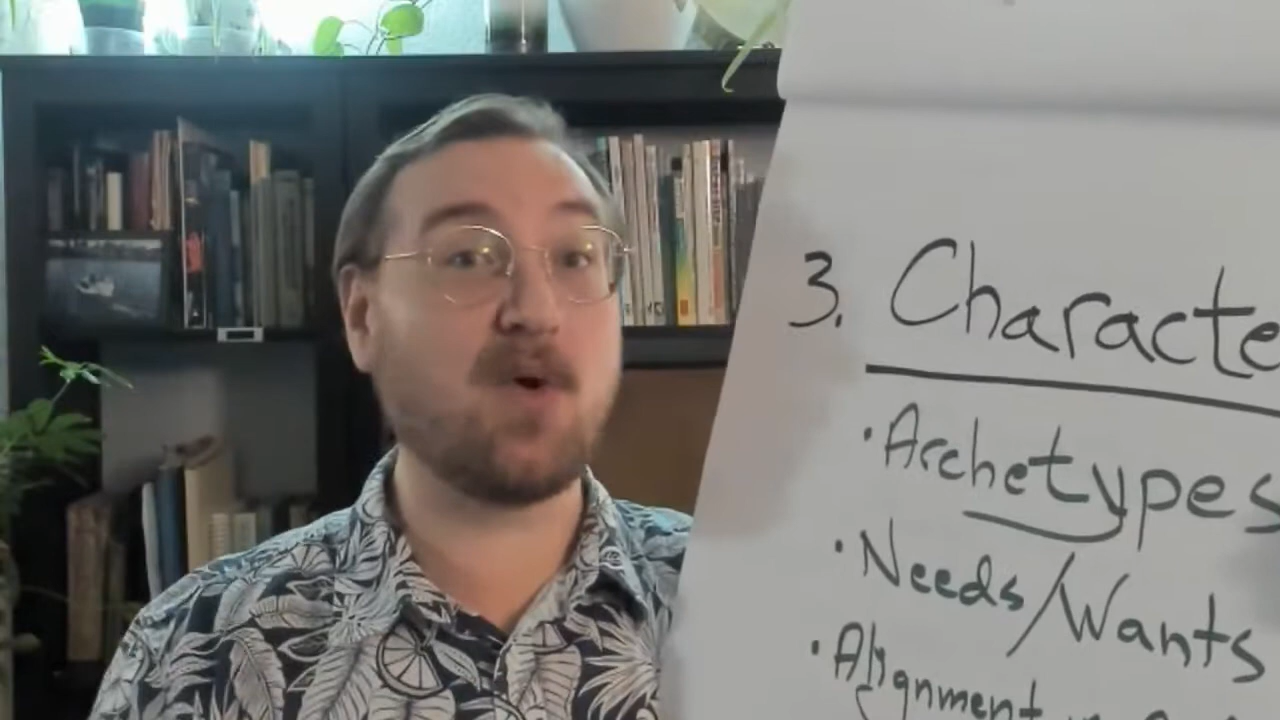 3. Characte
·Archetypes
·Needs/Wants
·Alignment